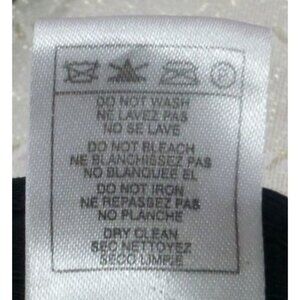 DO NOT WASH
NE LAVEZ PAS
NO SE LAVE
DO NOT BLEACH
NE BLANCHISSEZ PAS
NO BLANQUEE EL
DO NOT IRON
NE REPASSEZ PAS
NO PLANCHE
DRY CLEAN
SEC NETTOYEZ
SECO LIMPIE